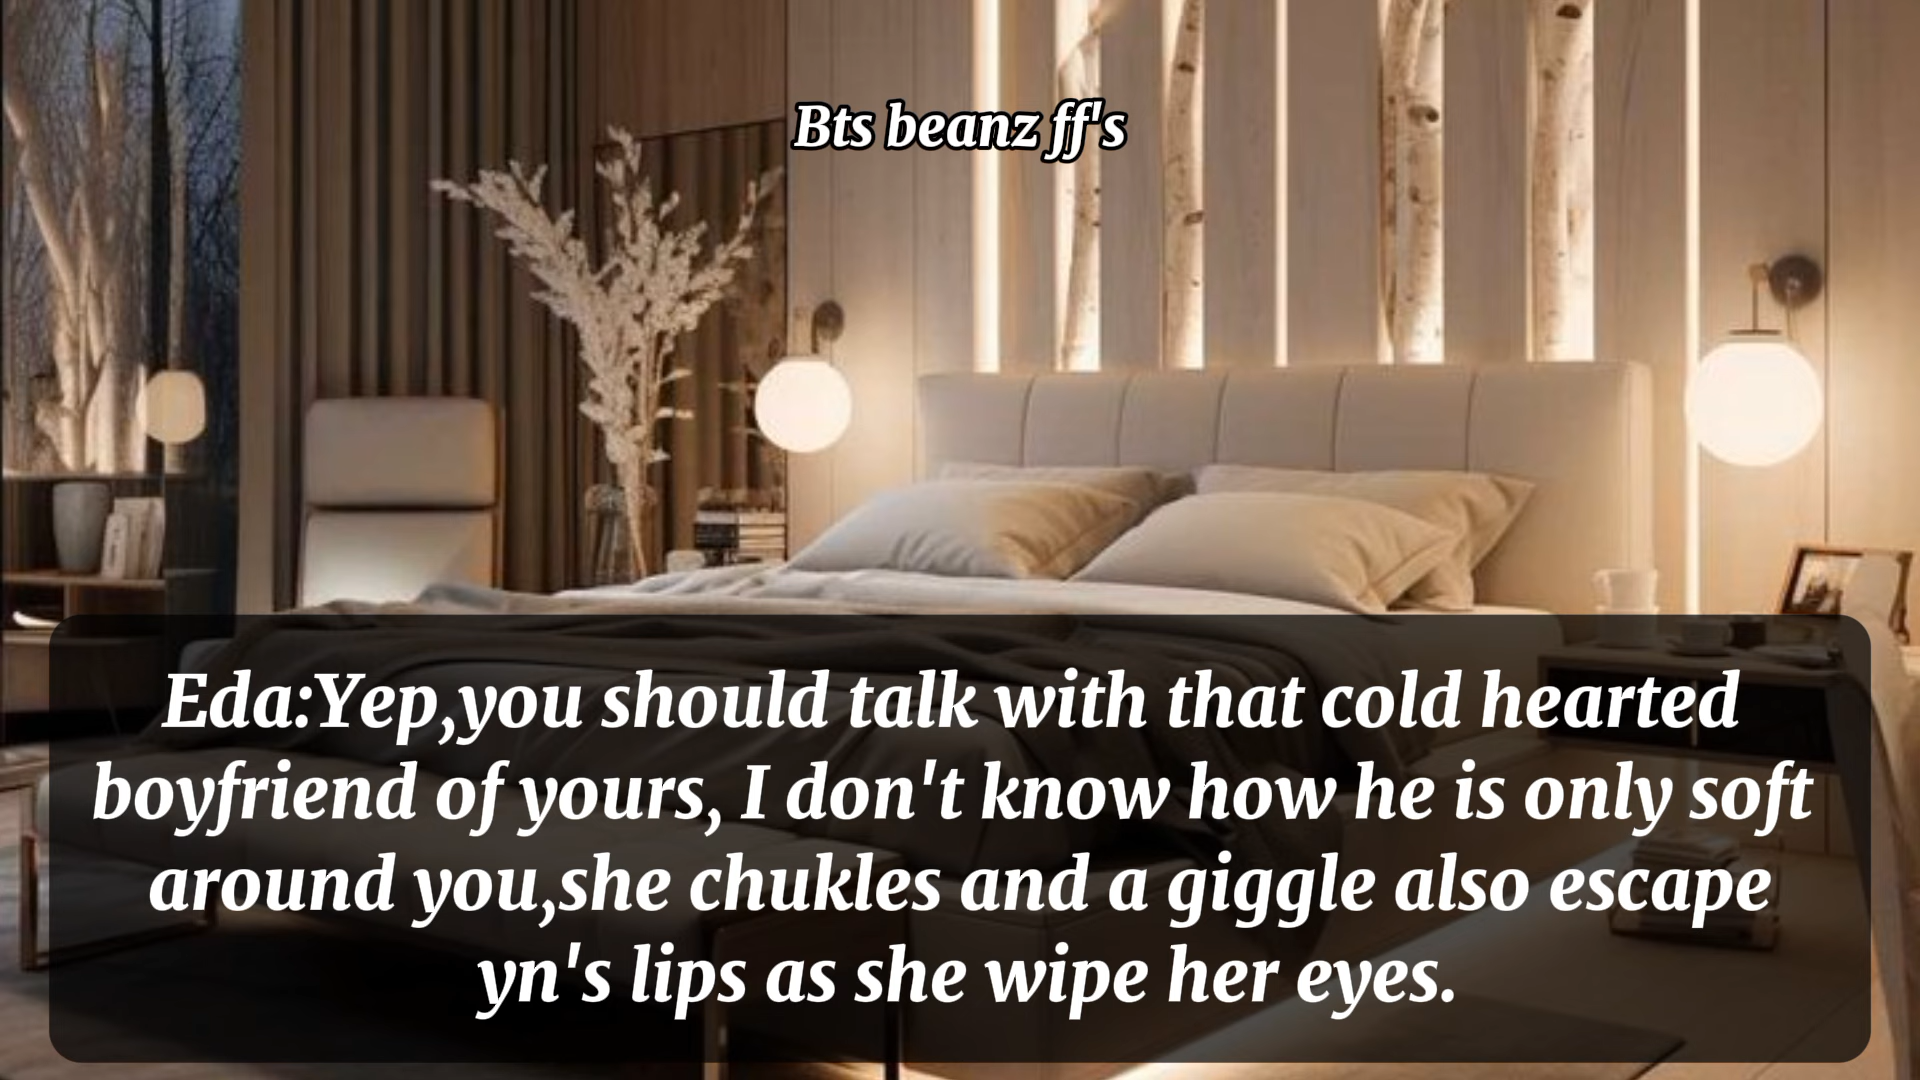 Bts beanz ff's
Eda:Yep,you should talk with that cold hearted
boyfriend of yours, I don't know how he is only soft
around you,she chukles and a giggle also escape
yn's lips as she wipe her eyes.